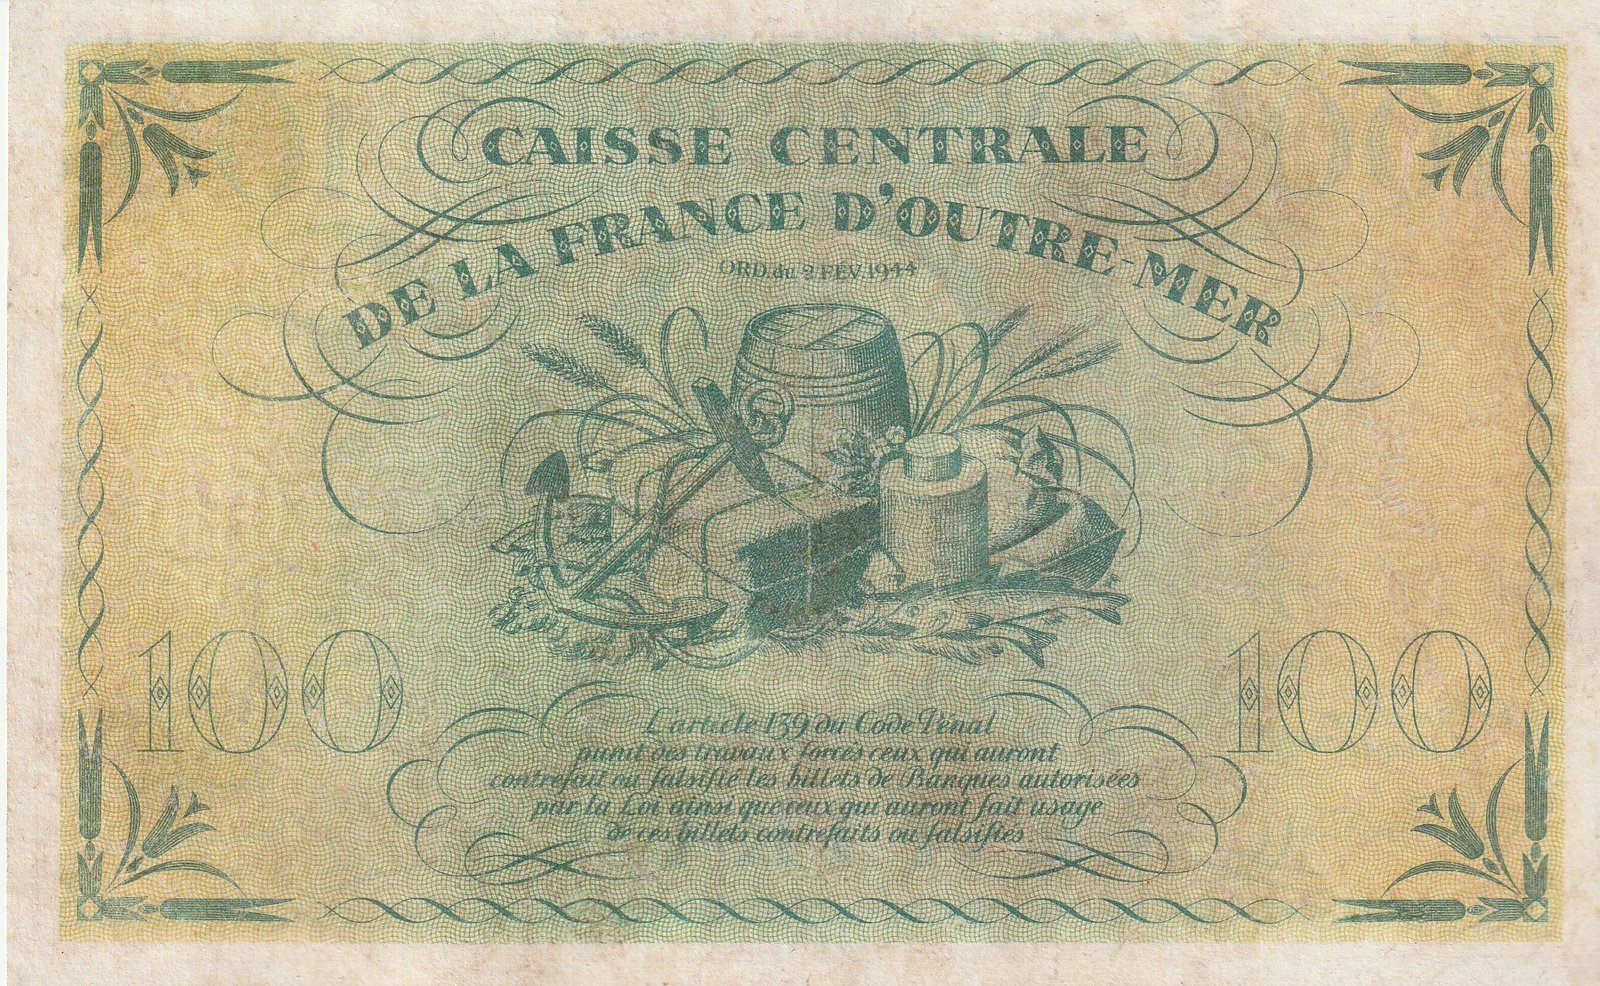 CAISSE CENTRALE
DE LA FRANCE D'OUTRE-MER
ORD. du 2 FÉV. 1944
100
100
L'article 139 du Code Pénal
punit des travaux forcés ceux qui auront
contrefait ou falsifié les billets de Banques autorisées
par la Loi ainsi que ceux qui auront fait usage
de ces billets contrefaits ou falsifiés.